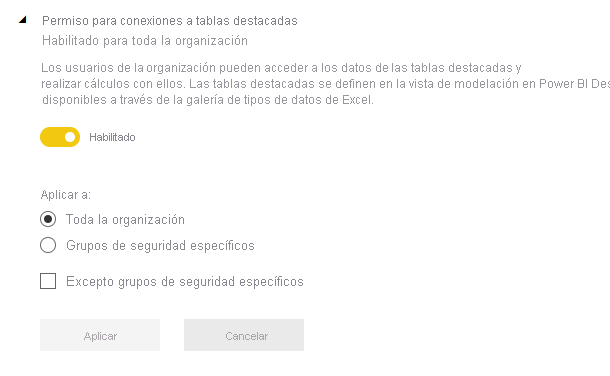 Permiso para conexiones a tablas destacadas
Habilitado para toda la organización
Los usuarios de la organización pueden acceder a los datos de las tablas destacadas y
realizar cálculos con ellos. Las tablas destacadas se definen en la vista de modelación en Power BI Des
disponibles a través de la galería de tipos de datos de Excel.
Habilitado
Aplicar a:
Toda la organización
Grupos de seguridad específicos
Excepto grupos de seguridad específicos
Aplicar
Cancelar